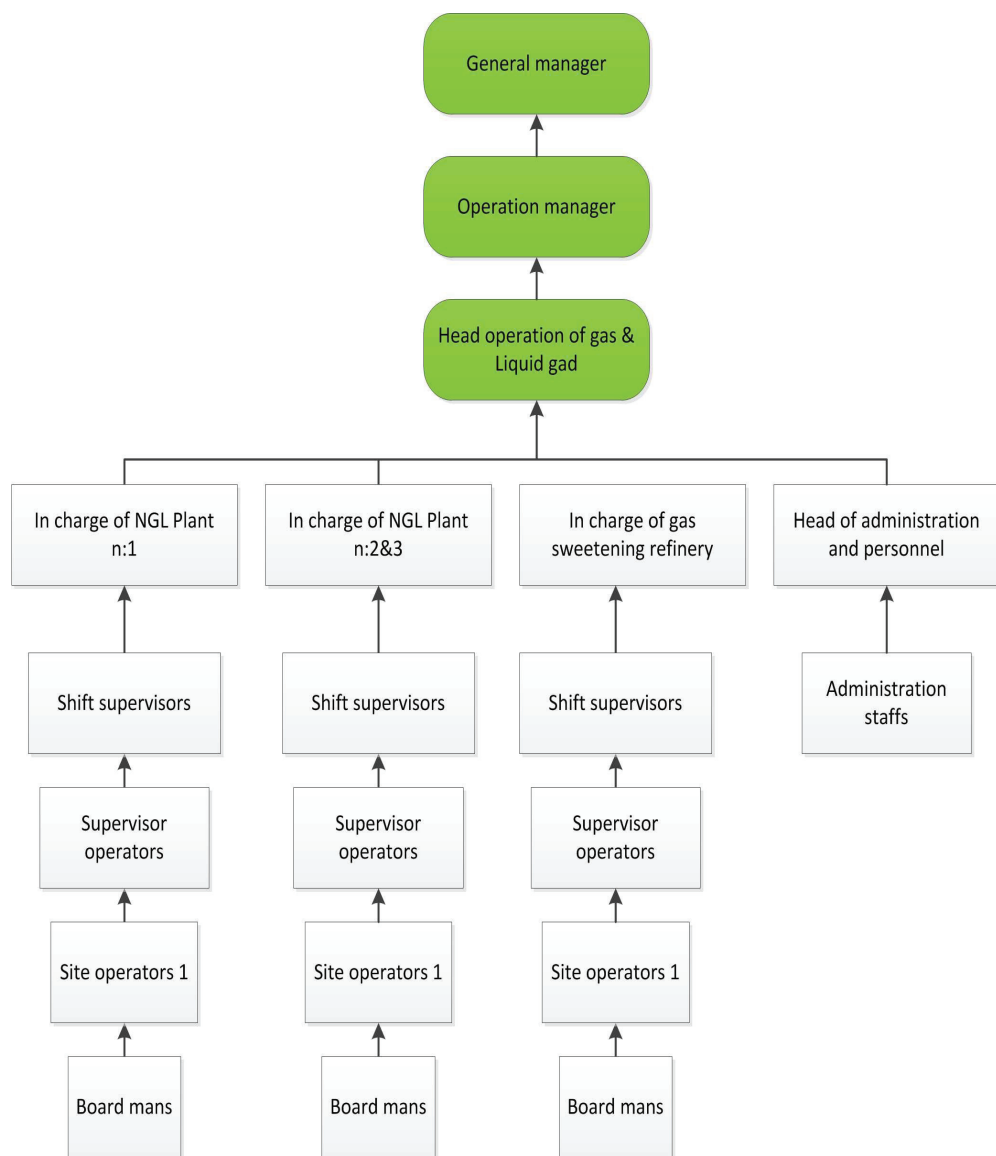 General manager
Operation manager
Head operation of gas &
Liquid gad
In charge of NGL Plant
n:1
In charge of NGL Plant
n:2&3
In charge of gas
sweetening refinery
Head of administration
and personnel
Shift supervisors
Shift supervisors
Shift supervisors
Administration
staffs
Supervisor
operators
Supervisor
operators
Supervisor
operators
Site operators 1
Site operators 1
Site operators 1
Board mans
Board mans
Board mans